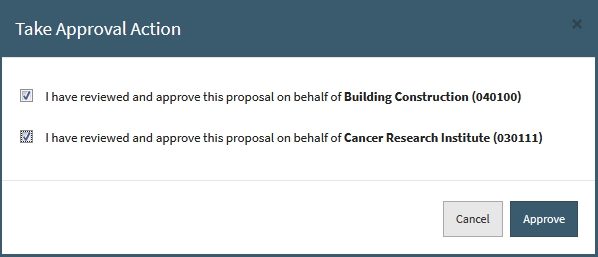 Take Approval Action
I have reviewed and approve this proposal on behalf of Building Construction (040100)
I have reviewed and approve this proposal on behalf of Cancer Research Institute (030111)
Cancel
Approve